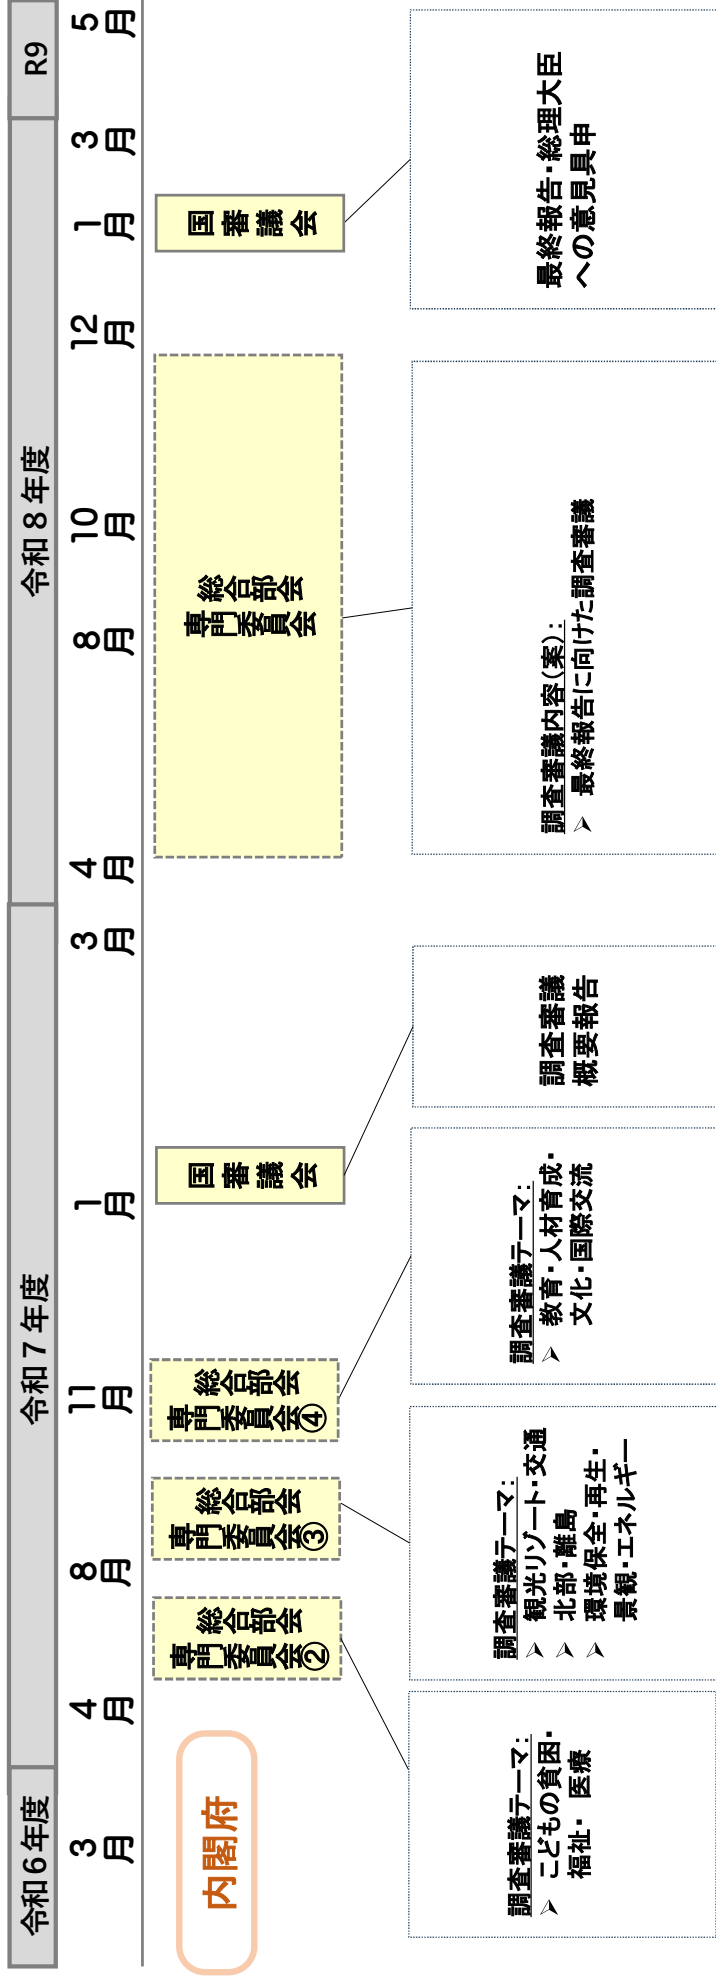 令和6年度
令和7年度
令和8年度
R9
3月
4月
8月
11月
1月
3月
4月
8月
10月
12月
1月
3月
5月
内閣府
総合部会
専門委員会②
総合部会
専門委員会③
総合部会
専門委員会④
国審議会
総合部会
専門委員会
国審議会
調査審議テーマ：
➢ こどもの貧困・
福祉・ 医療
調査審議テーマ：
➢ 観光リゾート・交通
➢ 北部・離島
➢ 環境保全・再生・
景観・エネルギー
調査審議テーマ：
➢ 教育・人材育成・
文化・国際交流
調査審議
概要報告
調査審議内容（案）：
➢ 最終報告に向けた調査審議
最終報告・総理大臣
への意見具申